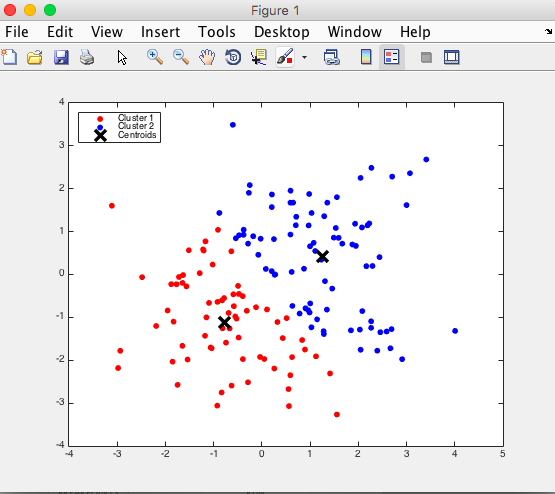 Figure 1
File Edit View Insert Tools Desktop Window Help
4
Cluster 1
Cluster 2
Centroids
3
2
1
0
-1
-2
-3
-4
-4 -3 -2 -1 0 1 2 3 4 5